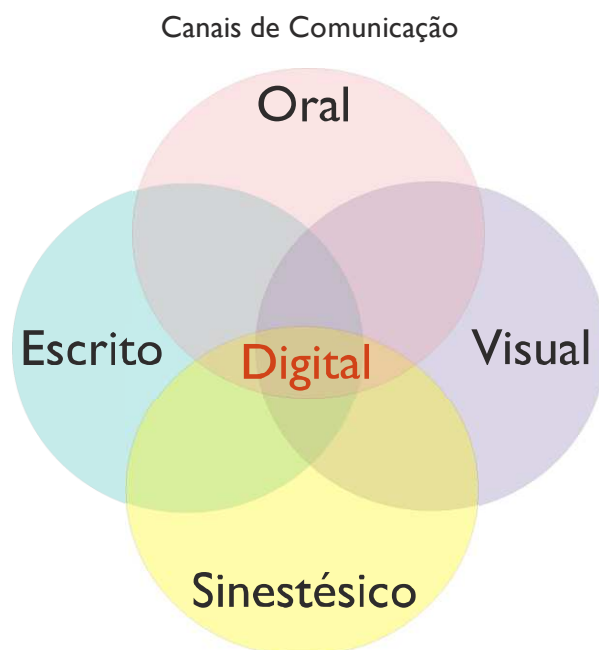 Canais de Comunicação
Oral
Escrito
Digital
Visual
Sinestésico